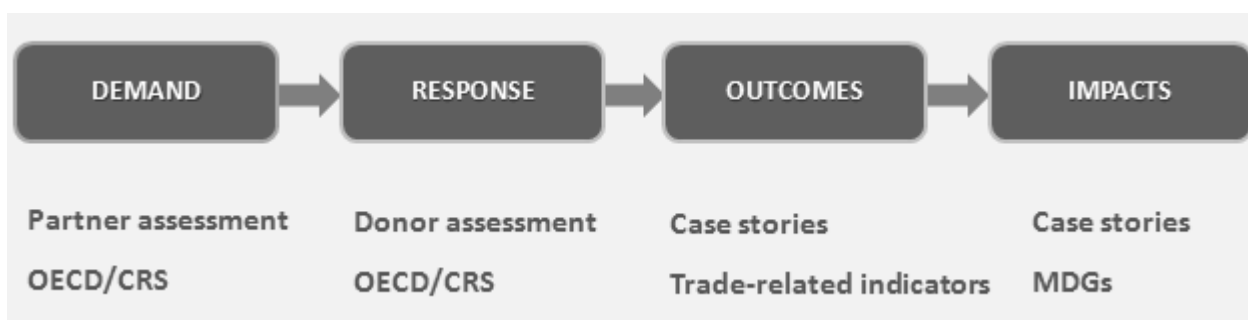 DEMAND
RESPONSE
OUTCOMES
IMPACTS
Partner assessment
OECD/CRS
Donor assessment
OECD/CRS
Case stories
Trade-related indicators
Case stories
MDGs